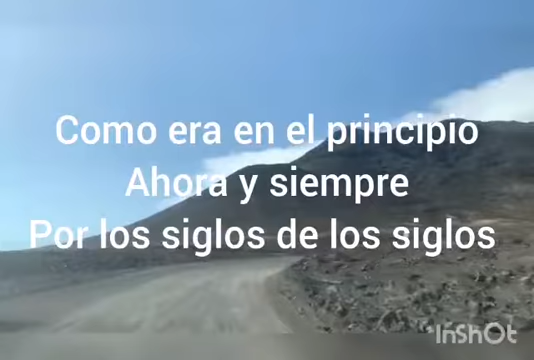 Como era en el principio
Ahora y siempre
Por los siglos de los siglos
InShOt